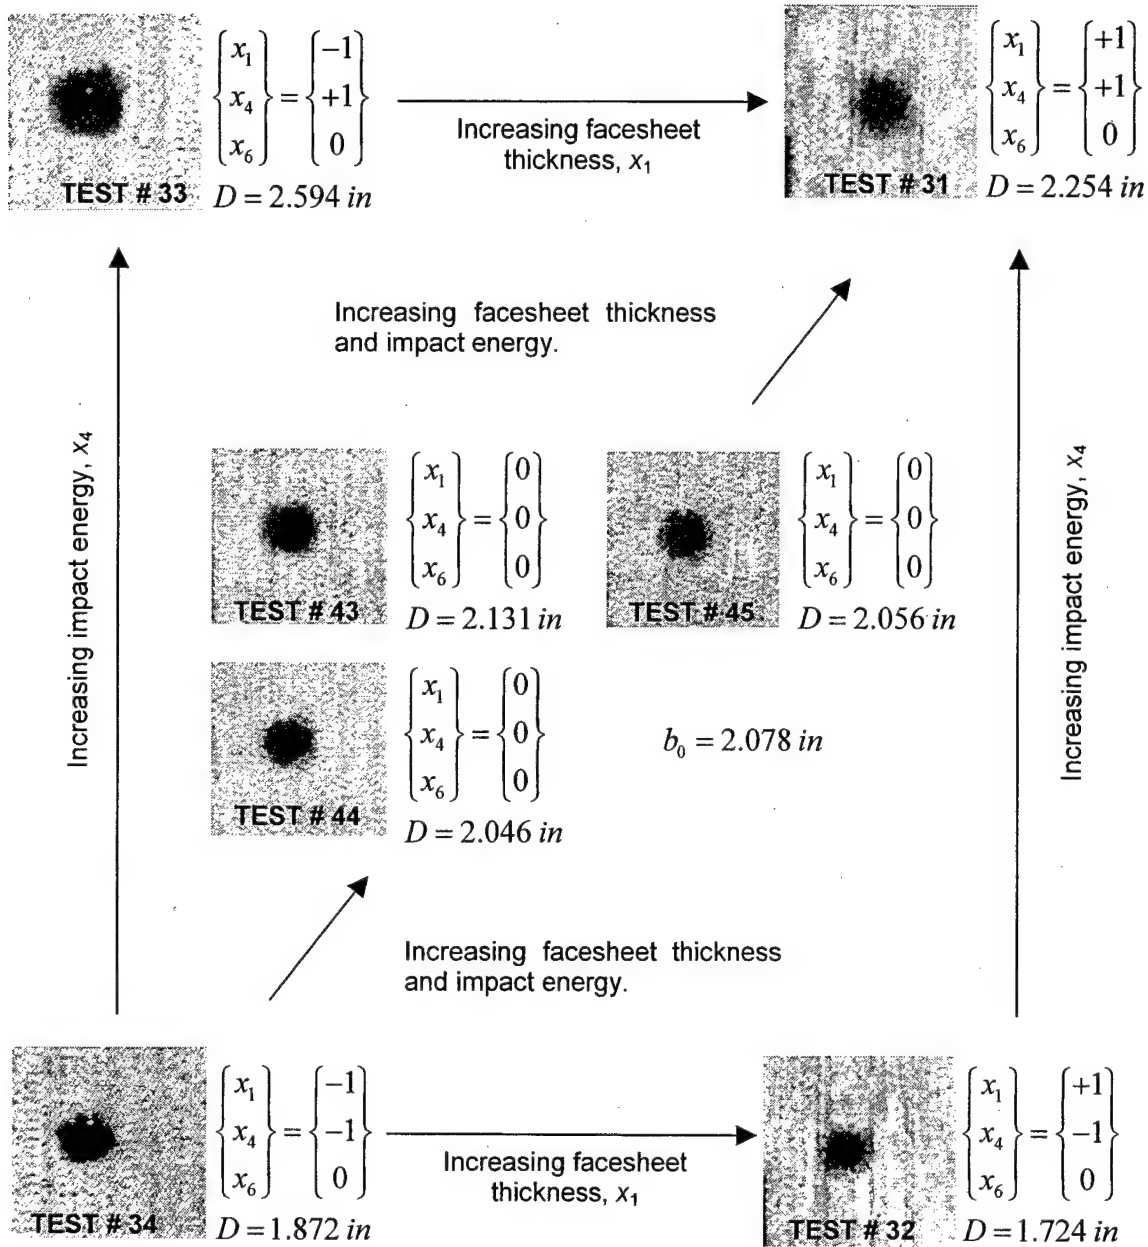 {x₁ x₄ x₆} = {−1 +1 0}
TEST # 33
D = 2.594 in
Increasing facesheet
thickness, x₁
{x₁ x₄ x₆} = {+1 +1 0}
TEST # 31
D = 2.254 in
Increasing facesheet thickness
and impact energy.
Increasing impact energy, x₄
Increasing impact energy, x₄
{x₁ x₄ x₆} = {0 0 0}
TEST # 43
D = 2.131 in
{x₁ x₄ x₆} = {0 0 0}
TEST # 45
D = 2.056 in
{x₁ x₄ x₆} = {0 0 0}
TEST # 44
D = 2.046 in
b₀ = 2.078 in
Increasing facesheet thickness
and impact energy.
{x₁ x₄ x₆} = {−1 −1 0}
TEST # 34
D = 1.872 in
Increasing facesheet
thickness, x₁
{x₁ x₄ x₆} = {+1 −1 0}
TEST # 32
D = 1.724 in